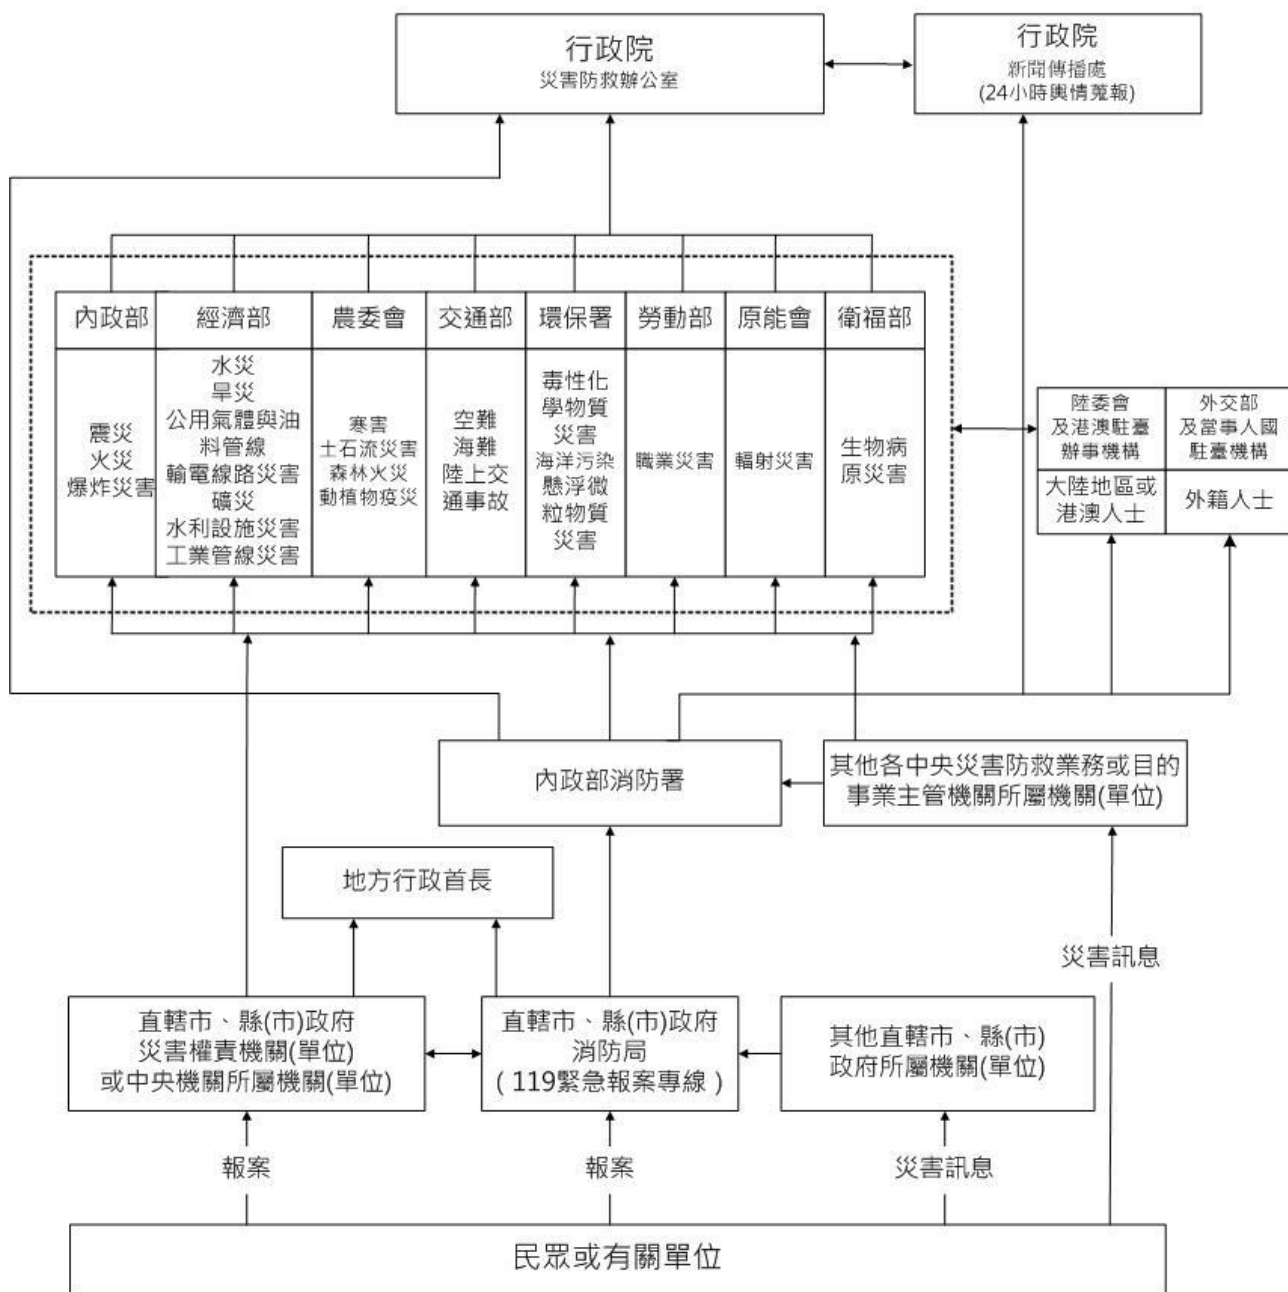 行政院
災害防救辦公室
行政院
新聞傳播處
(24小時輿情蒐報)
內政部
經濟部
農委會
交通部
環保署
勞動部
原能會
衛福部
震災
火災
爆炸災害
水災
旱災
公用氣體與油
料管線
輸電線路災害
礦災
水利設施災害
工業管線災害
寒害
土石流災害
森林火災
動植物疫災
空難
海難
陸上交
通事故
毒性化
學物質
災害
海洋污染
懸浮微
粒物質
災害
職業災害
輻射災害
生物病
原災害
陸委會
及港澳駐臺
辦事機構
外交部
及當事人國
駐臺機構
大陸地區或
港澳人士
外籍人士
內政部消防署
其他各中央災害防救業務或目的
事業主管機關所屬機關(單位)
地方行政首長
災害訊息
直轄市、縣(市)政府
災害權責機關(單位)
或中央機關所屬機關(單位)
直轄市、縣(市)政府
消防局
(119緊急報案專線)
其他直轄市、縣(市)
政府所屬機關(單位)
報案
報案
災害訊息
民眾或有關單位